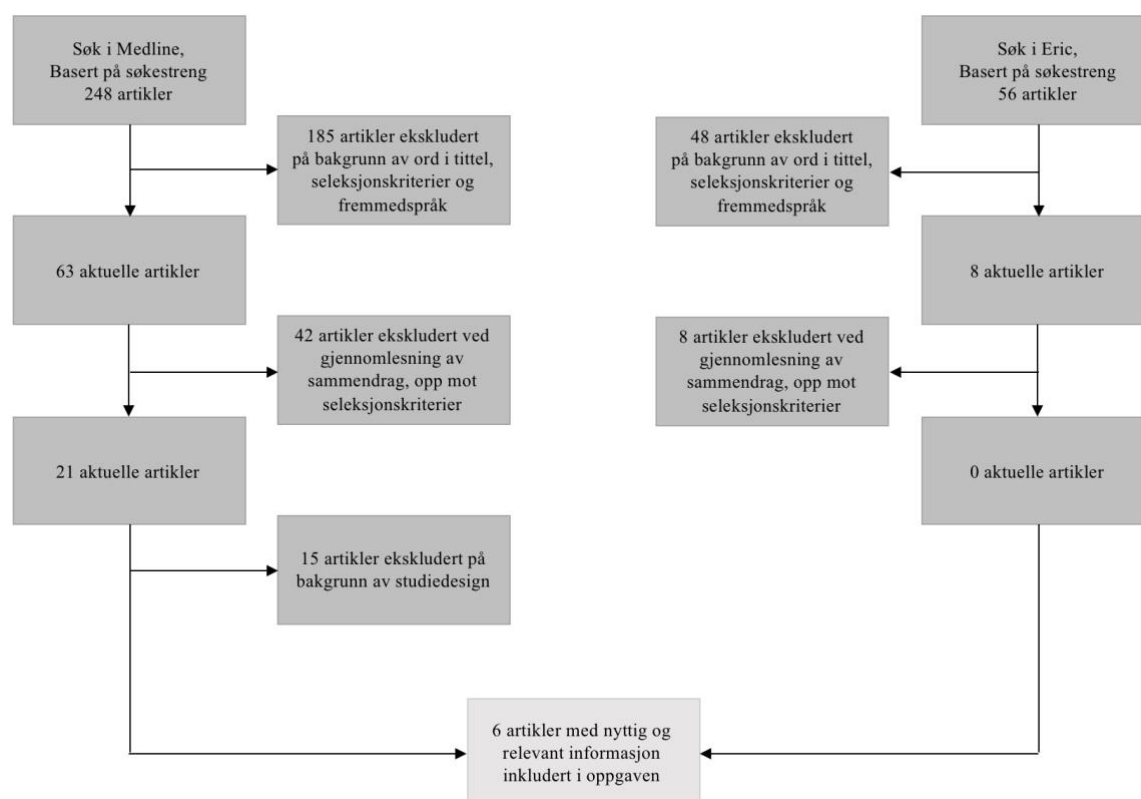 Søk i Medline,
Basert på søkestreng
248 artikler
185 artikler ekskludert
på bakgrunn av ord i tittel,
seleksjonskriterier og
fremmedspråk
63 aktuelle artikler
42 artikler ekskludert ved
gjennomlesning av
sammendrag, opp mot
seleksjonskriterier
21 aktuelle artikler
15 artikler ekskludert på
bakgrunn av studiedesign
Søk i Eric,
Basert på søkestreng
56 artikler
48 artikler ekskludert
på bakgrunn av ord i tittel,
seleksjonskriterier og
fremmedspråk
8 aktuelle artikler
8 artikler ekskludert ved
gjennomlesning av
sammendrag, opp mot
seleksjonskriterier
0 aktuelle artikler
6 artikler med nyttig og
relevant informasjon
inkludert i oppgaven